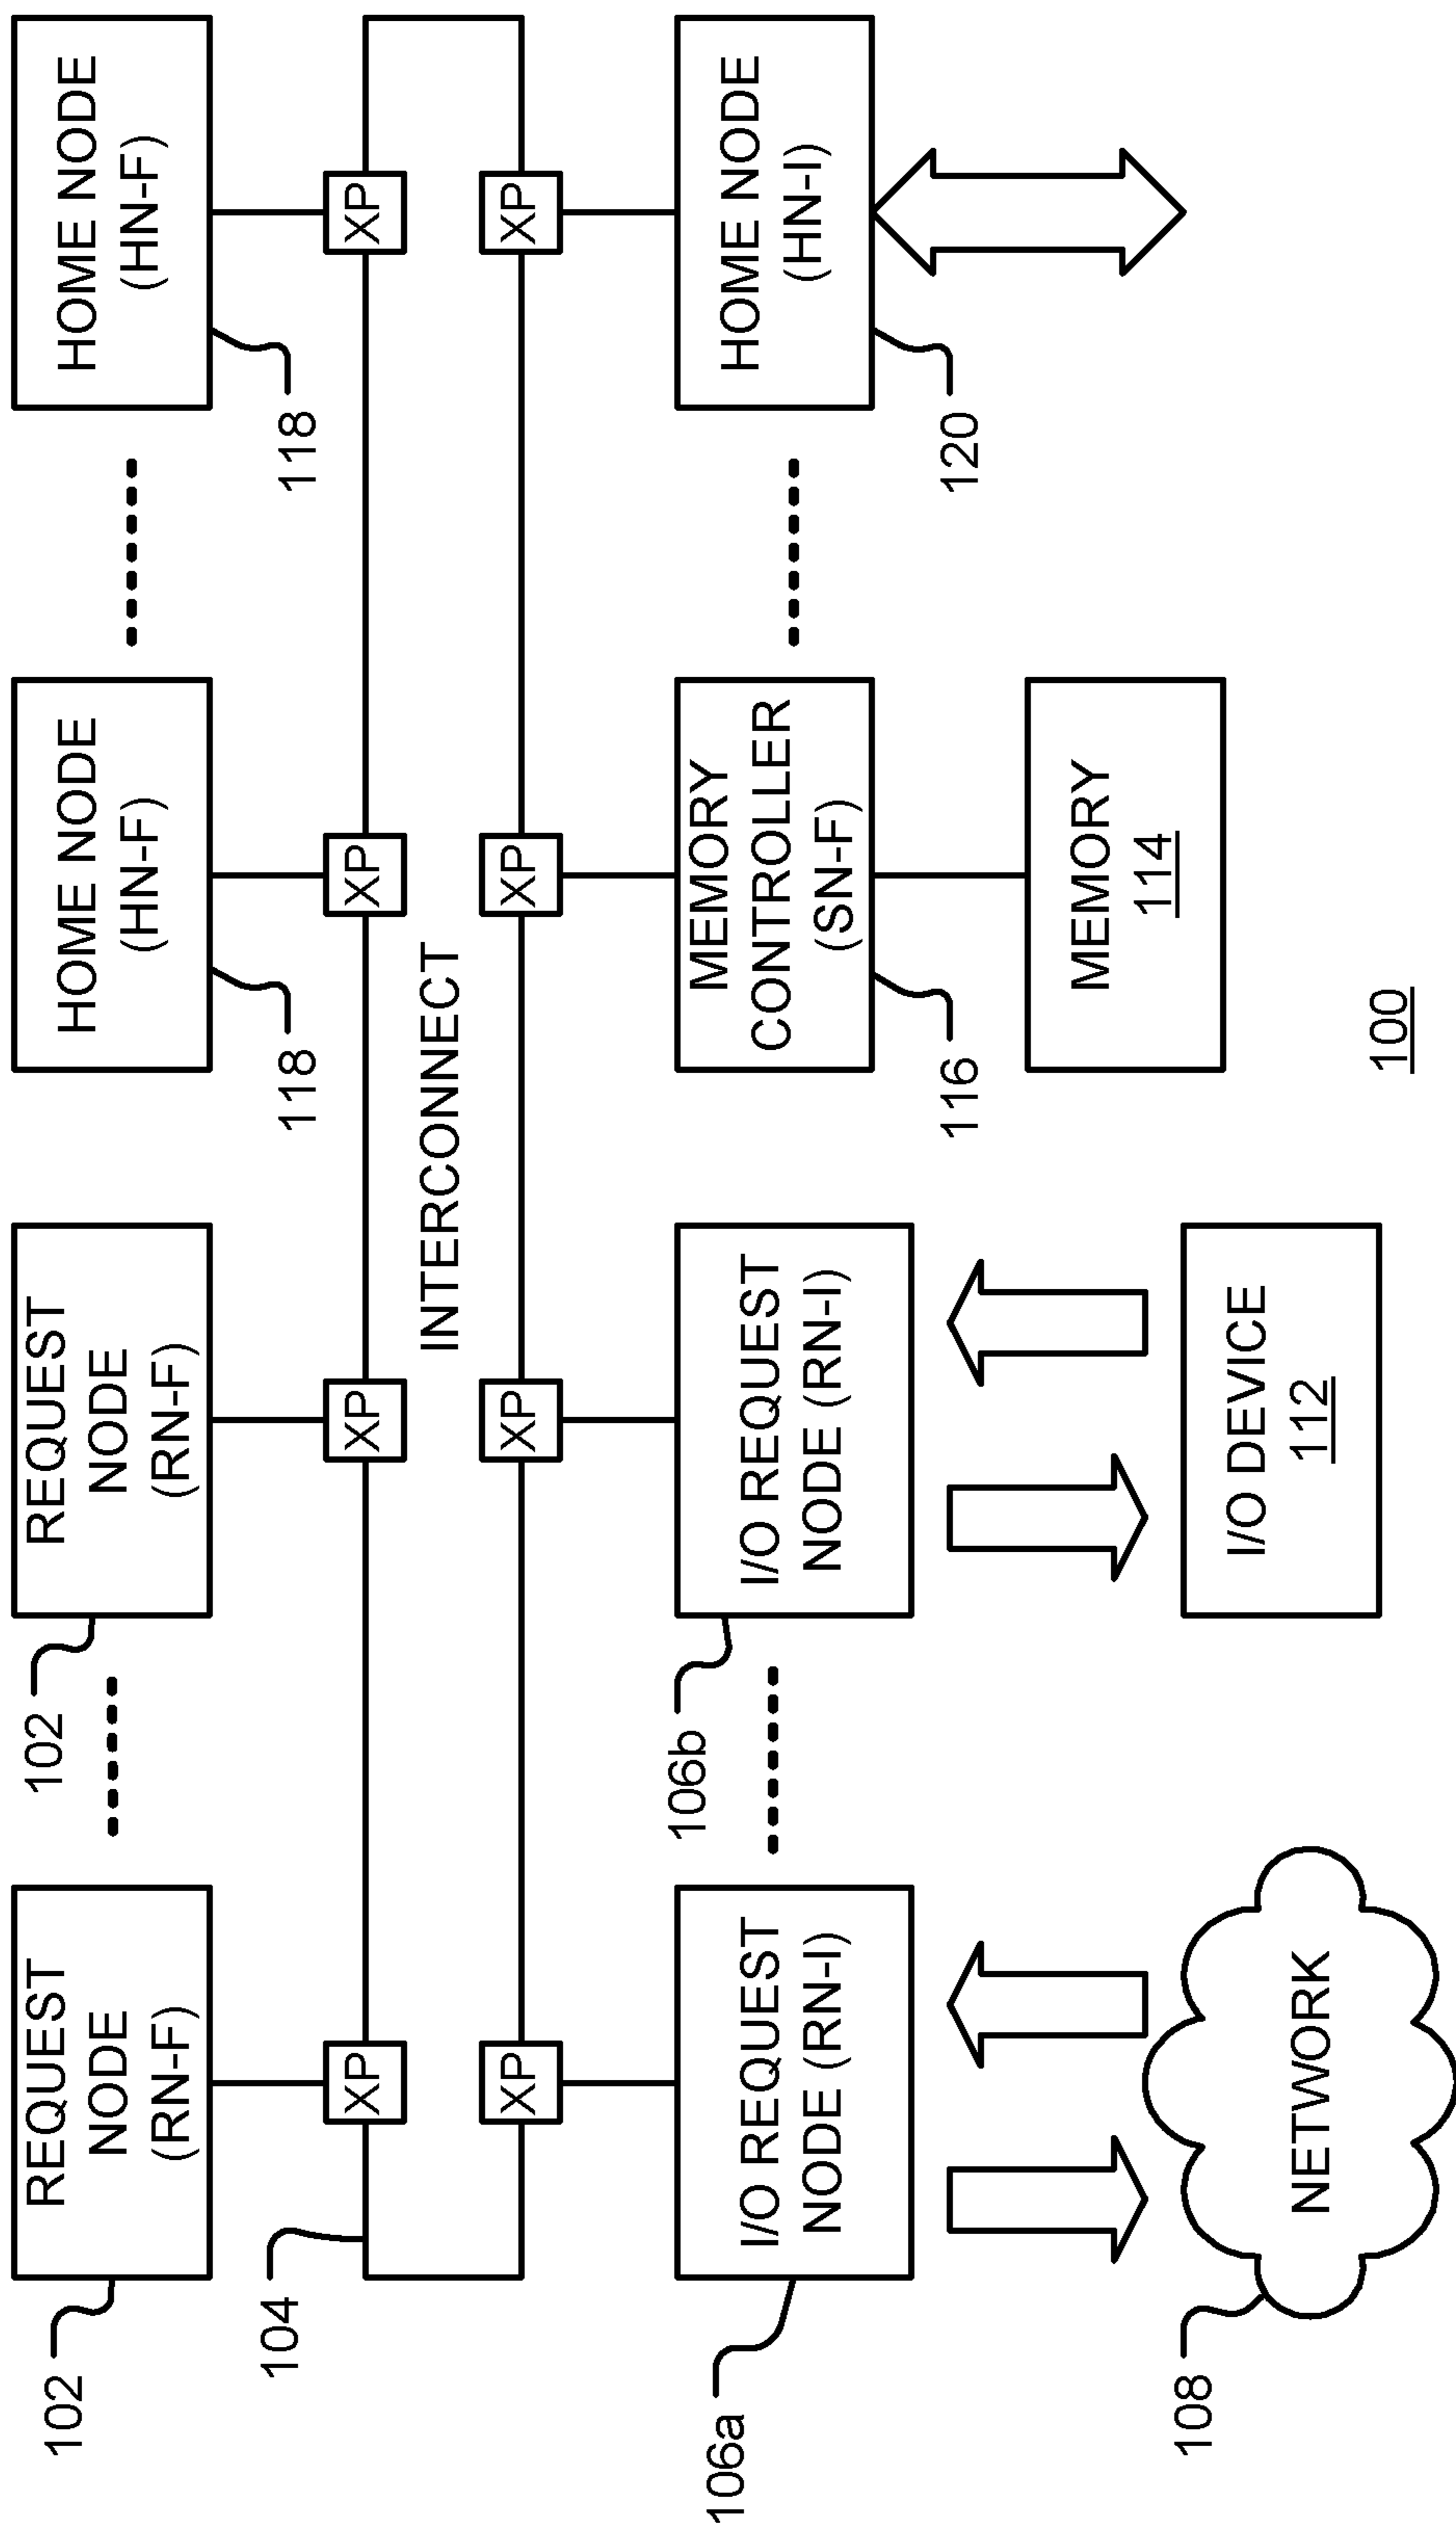 REQUEST
NODE
(RN-F)
102
REQUEST
NODE
(RN-F)
102
HOME NODE
(HN-F)
118
HOME NODE
(HN-F)
118
104
XP
XP
XP
XP
INTERCONNECT
XP
XP
XP
XP
I/O REQUEST
NODE (RN-I)
106a
I/O REQUEST
NODE (RN-I)
106b
MEMORY
CONTROLLER
(SN-F)
116
HOME NODE
(HN-I)
120
NETWORK
108
I/O DEVICE
112
MEMORY
114
100